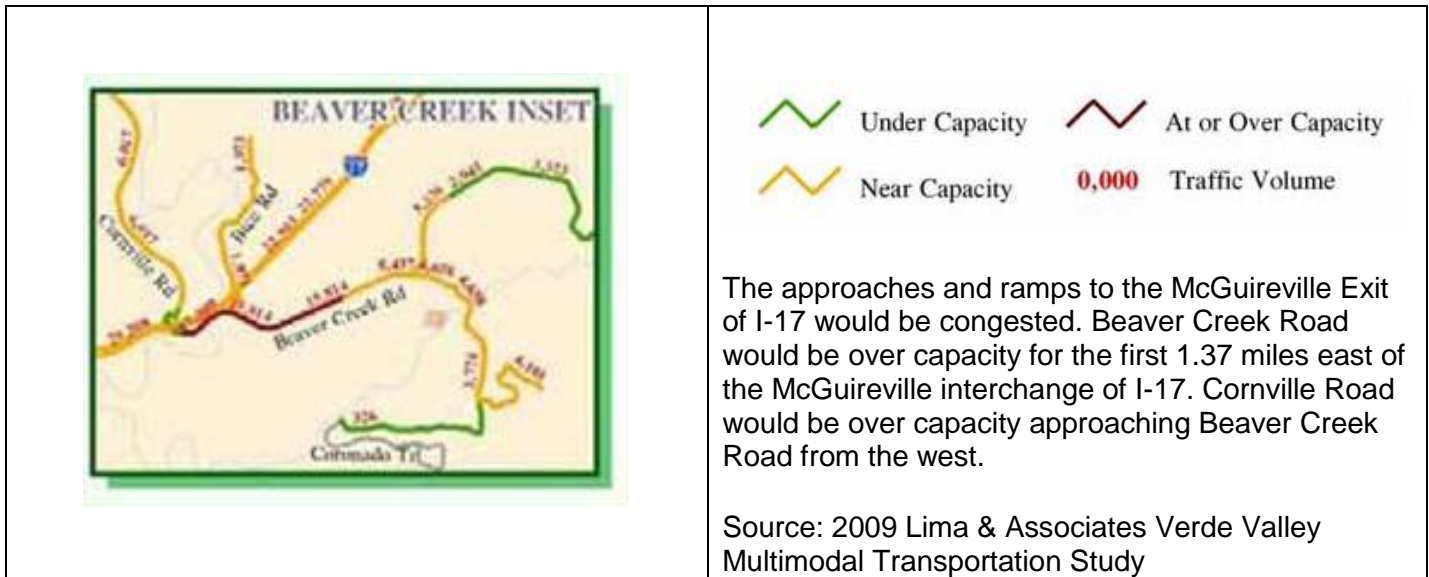 BEAVER CREEK INSET
17
Cornville Rd
Beaver Creek Rd
Coronado Tr
326
Under Capacity
At or Over Capacity
Near Capacity
0,000 Traffic Volume
The approaches and ramps to the McGuireville Exit
of I-17 would be congested. Beaver Creek Road
would be over capacity for the first 1.37 miles east of
the McGuireville interchange of I-17. Cornville Road
would be over capacity approaching Beaver Creek
Road from the west.
Source: 2009 Lima & Associates Verde Valley
Multimodal Transportation Study